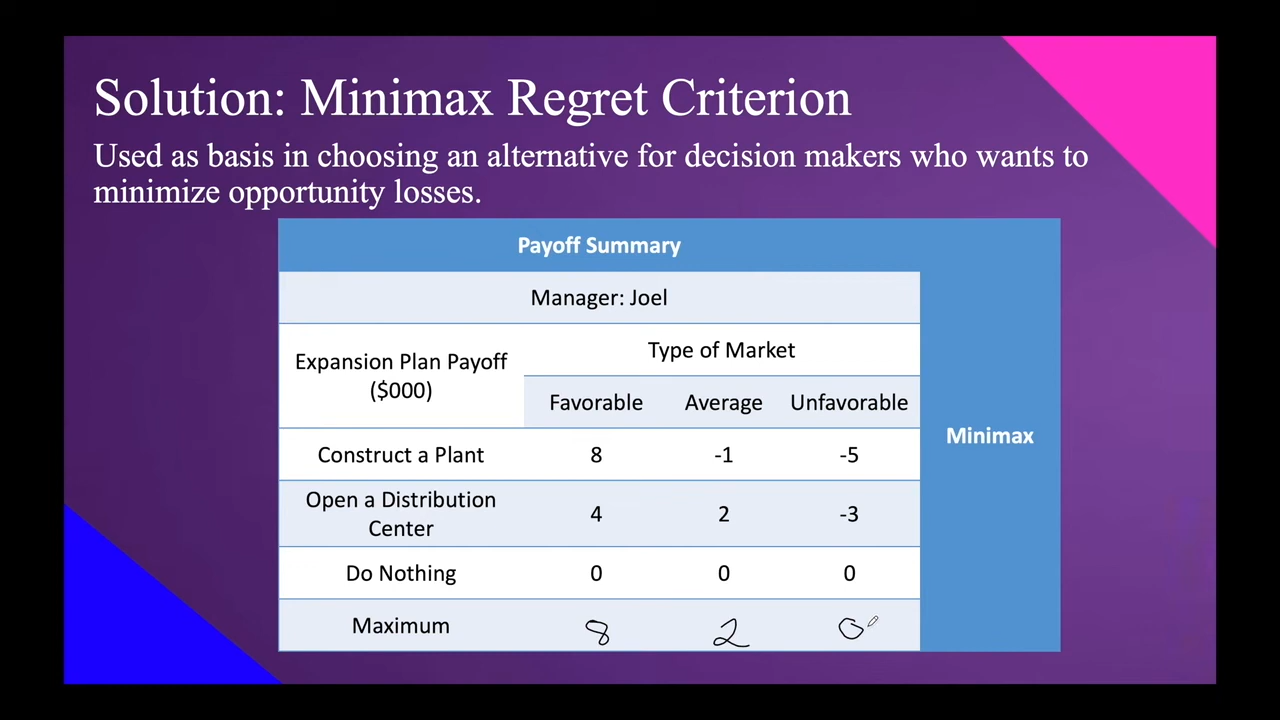 Solution: Minimax Regret Criterion
Used as basis in choosing an alternative for decision makers who wants to
minimize opportunity losses.
Payoff Summary
Manager: Joel
Expansion Plan Payoff
($000)
Type of Market
Favorable Average Unfavorable
Minimax
Construct a Plant 8 -1 -5
Open a Distribution
Center 4 2 -3
Do Nothing 0 0 0
Maximum 8 2 0